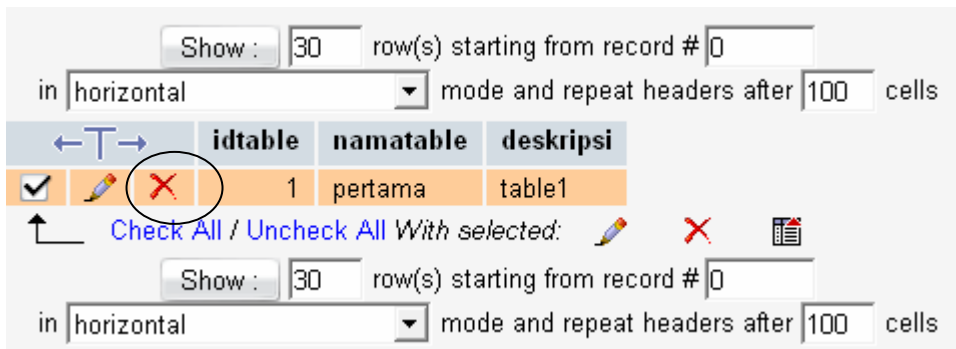 Show : 30 row(s) starting from record # 0
in horizontal mode and repeat headers after 100 cells
←T→ idtable namatable deskripsi
1 pertama table1
Check All / Uncheck All With selected:
Show : 30 row(s) starting from record # 0
in horizontal mode and repeat headers after 100 cells